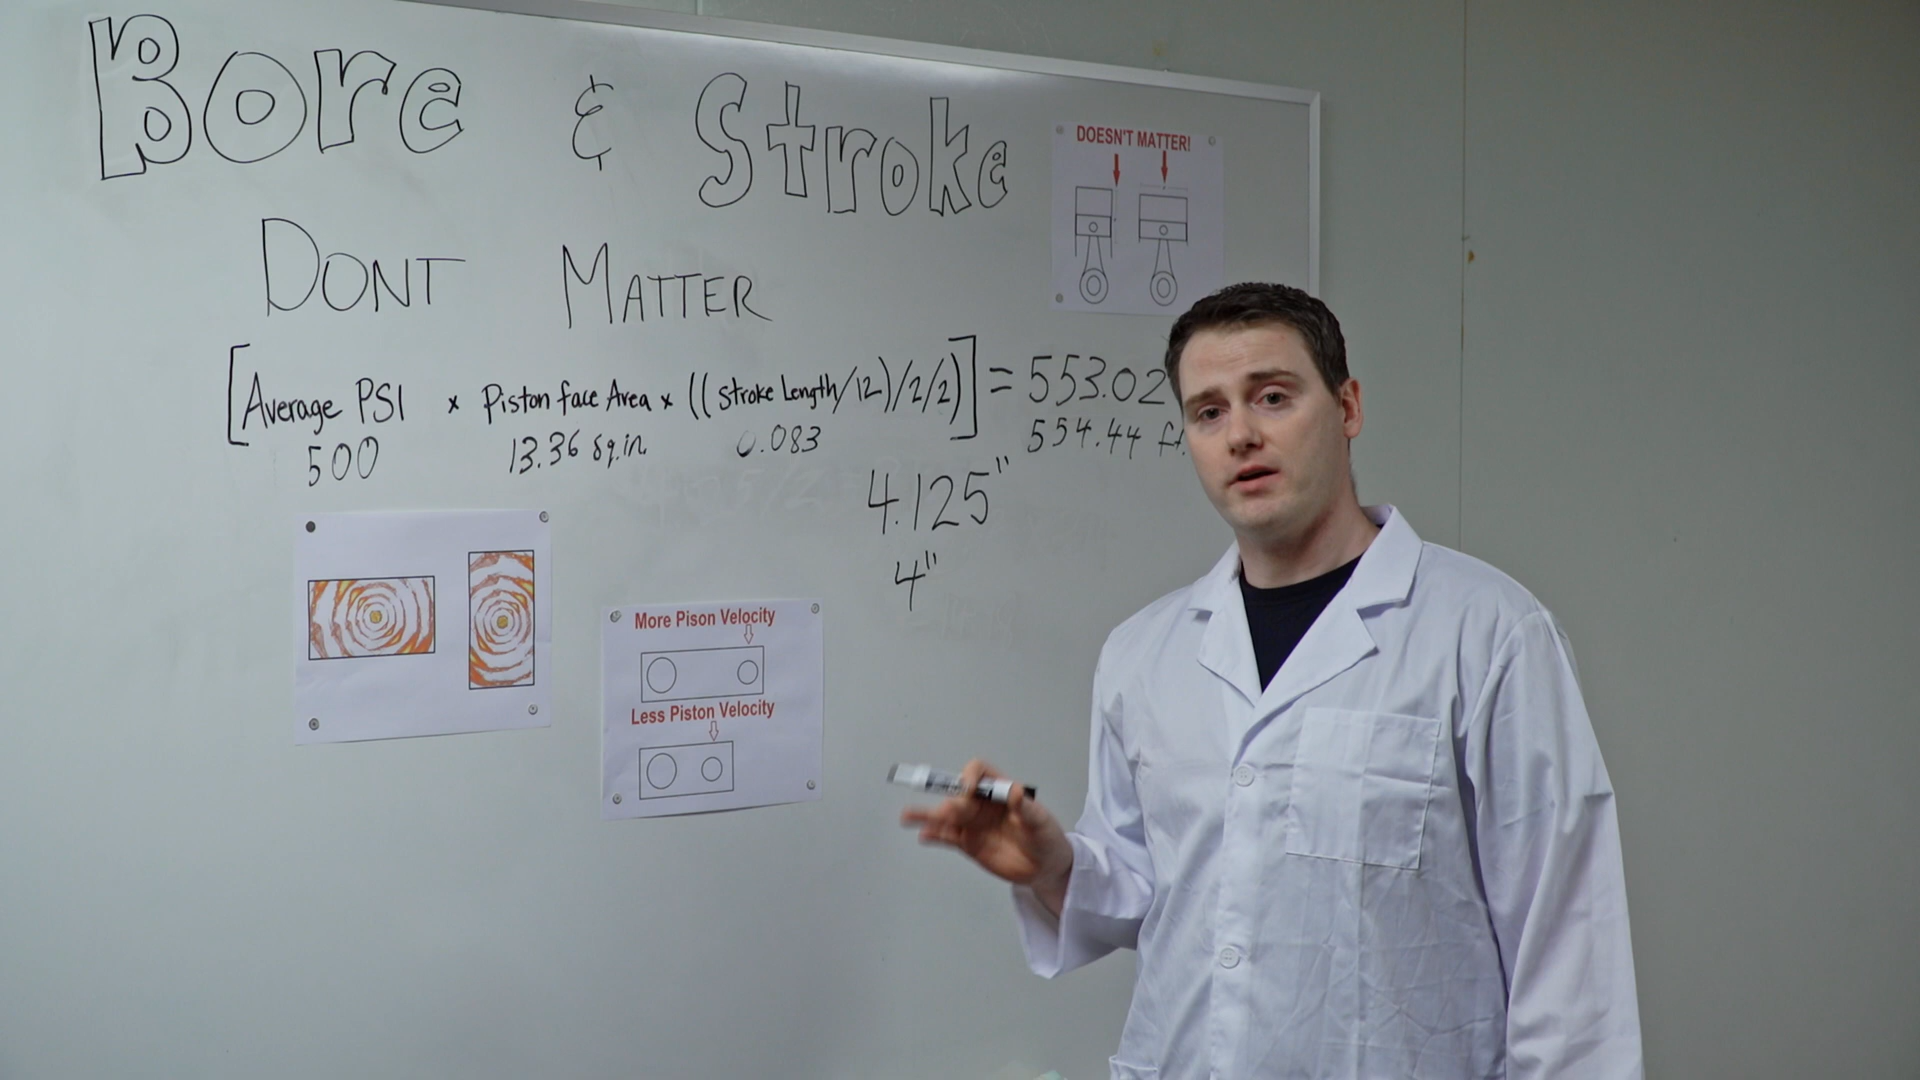 Bore & Stroke
DONT MATTER
DOESN'T MATTER!
[Average PSI x Piston face Area x ((Stroke Length/12)/2/2)] = 553.02
500 13.36 sq.in 0.083 554.44 ft.
4.125"
4"
More Pison Velocity
Less Piston Velocity